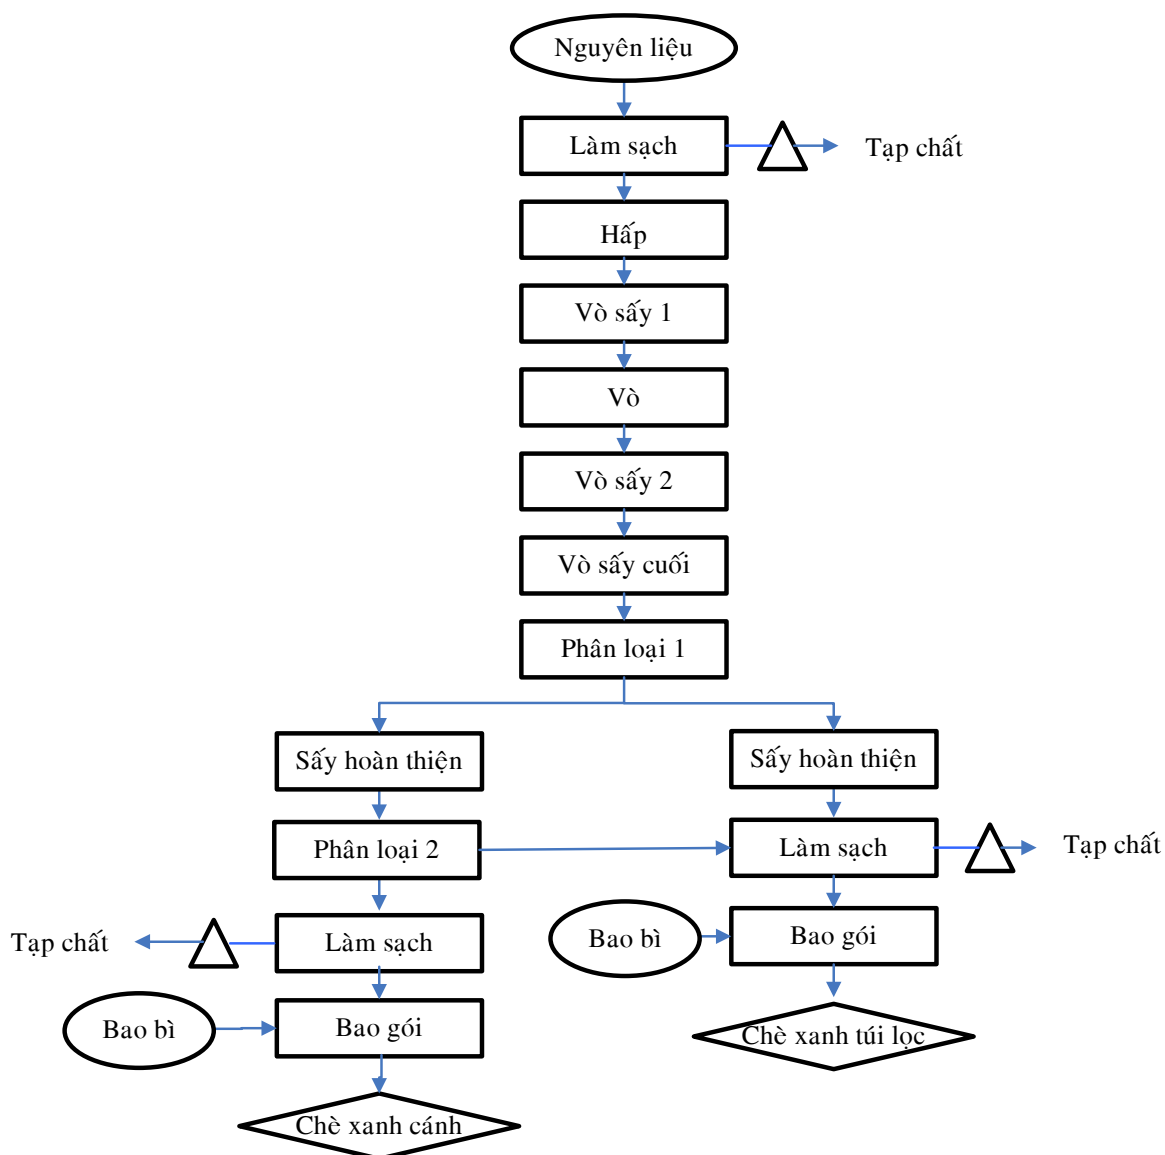 Nguyên liệu
Làm sạch
Tạp chất
Hấp
Vò sấy 1
Vò
Vò sấy 2
Vò sấy cuối
Phân loại 1
Sấy hoàn thiện
Sấy hoàn thiện
Phân loại 2
Làm sạch
Tạp chất
Tạp chất
Làm sạch
Bao bì
Bao gói
Bao bì
Bao gói
Chè xanh túi lọc
Chè xanh cánh